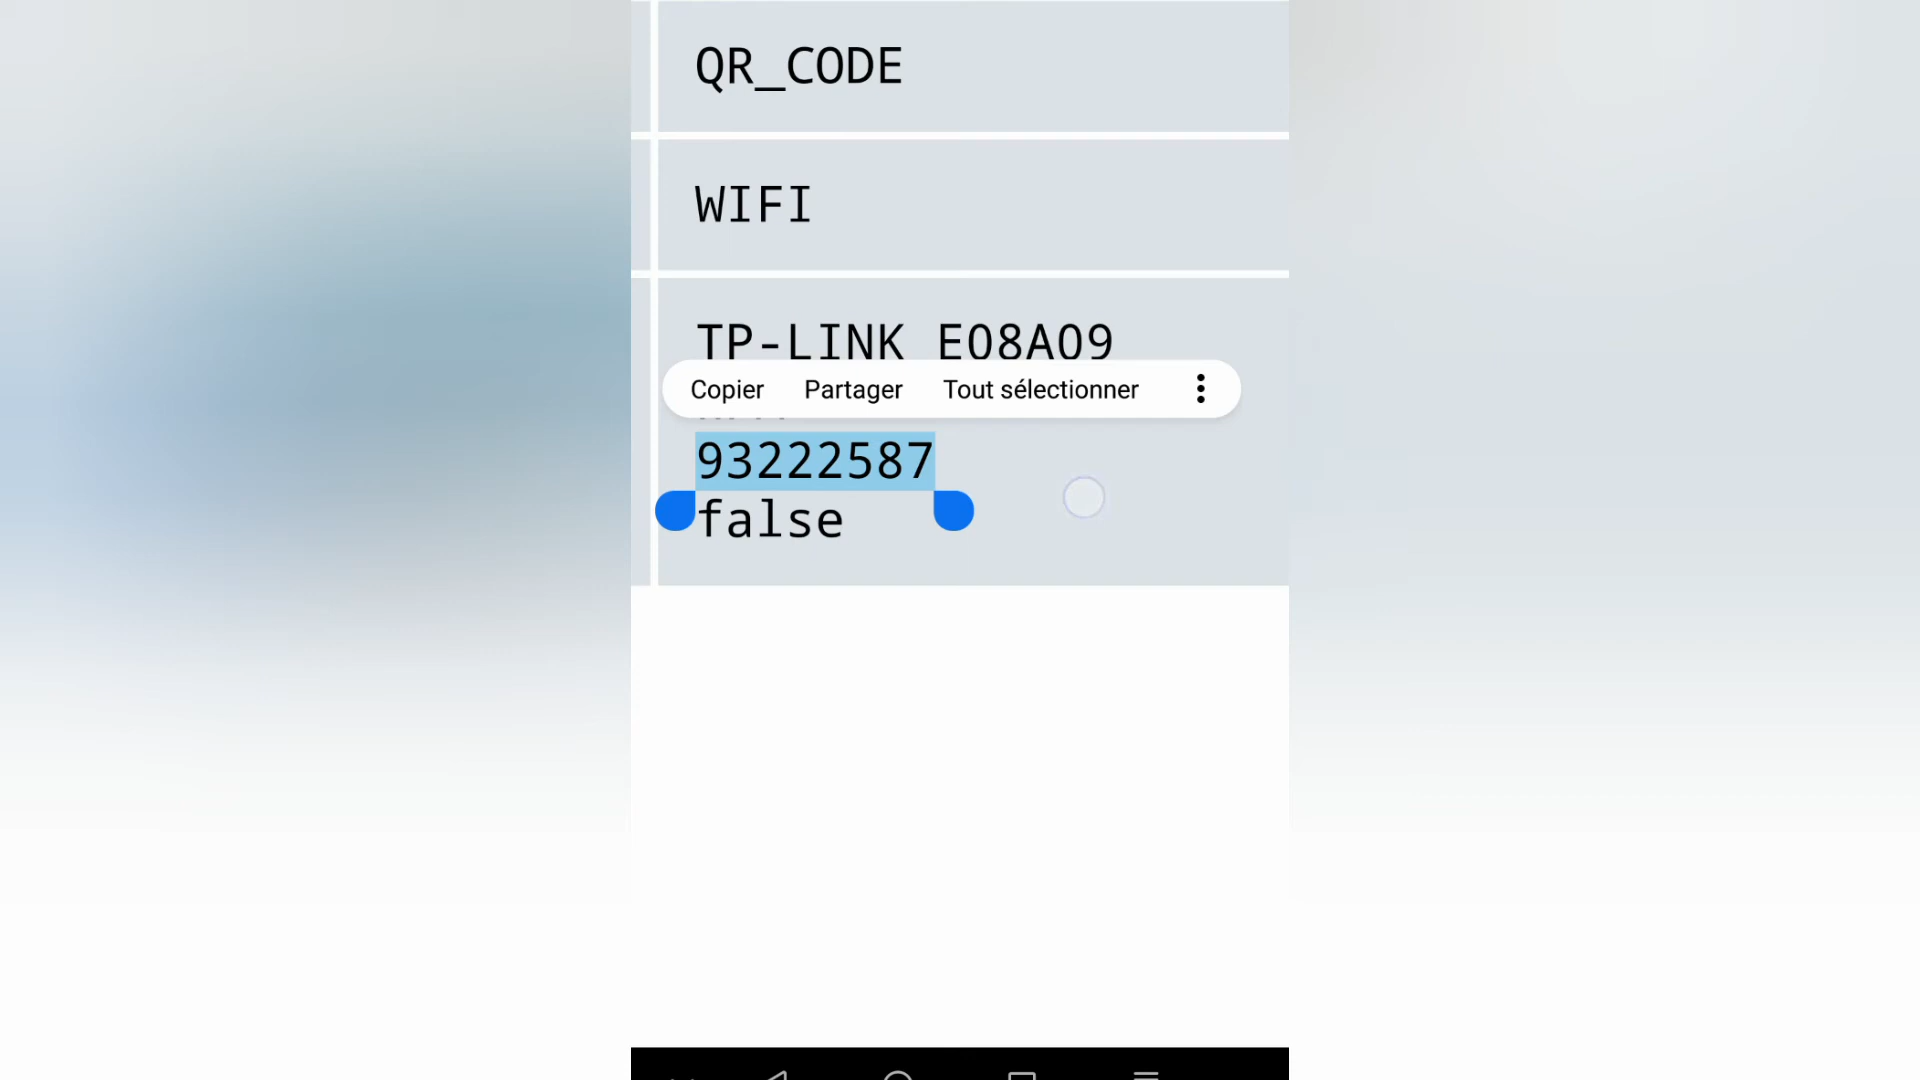 QR_CODE
WIFI
TP-LINK_E08A09
Copier Partager Tout sélectionner
93222587
false